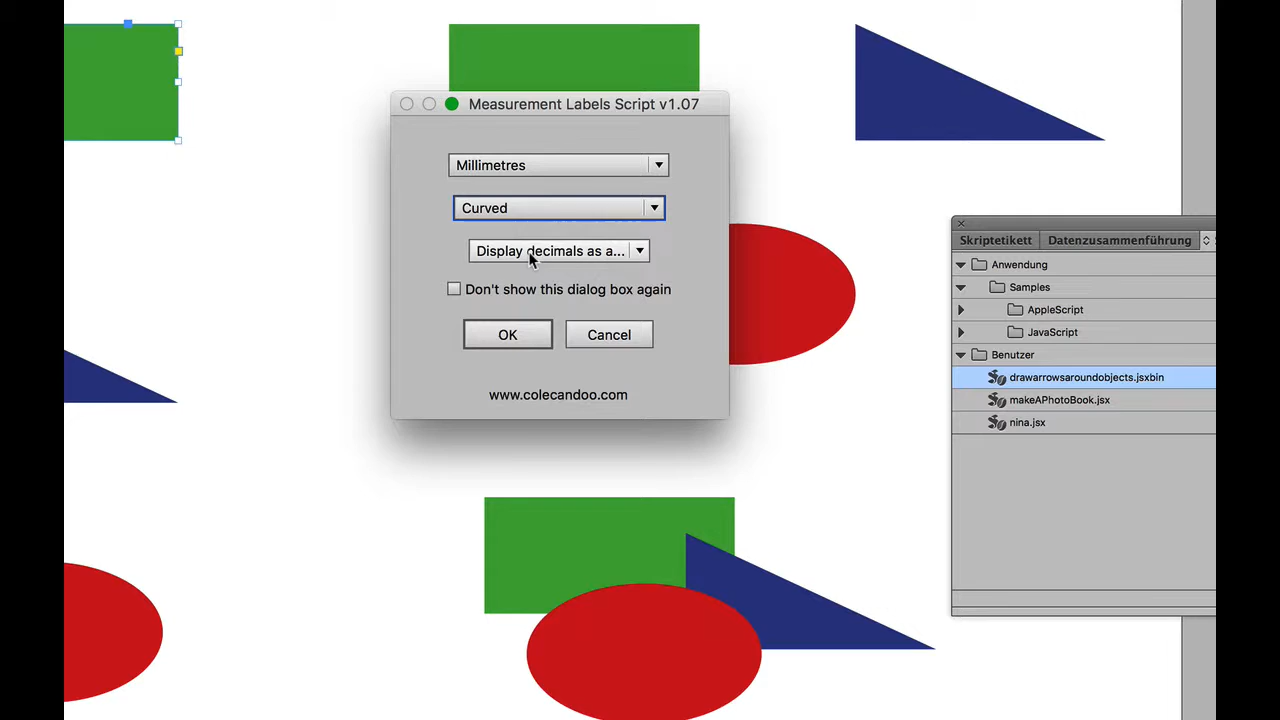 Measurement Labels Script v1.07
Millimetres
Curved
Display decimals as a...
Don't show this dialog box again
OK
Cancel
www.colecandoo.com
Skriptetikett
Datenzusammenführung
Anwendung
Samples
AppleScript
JavaScript
Benutzer
drawarrowsaroundobjects.jsxbin
makeAPhotoBook.jsx
nina.jsx